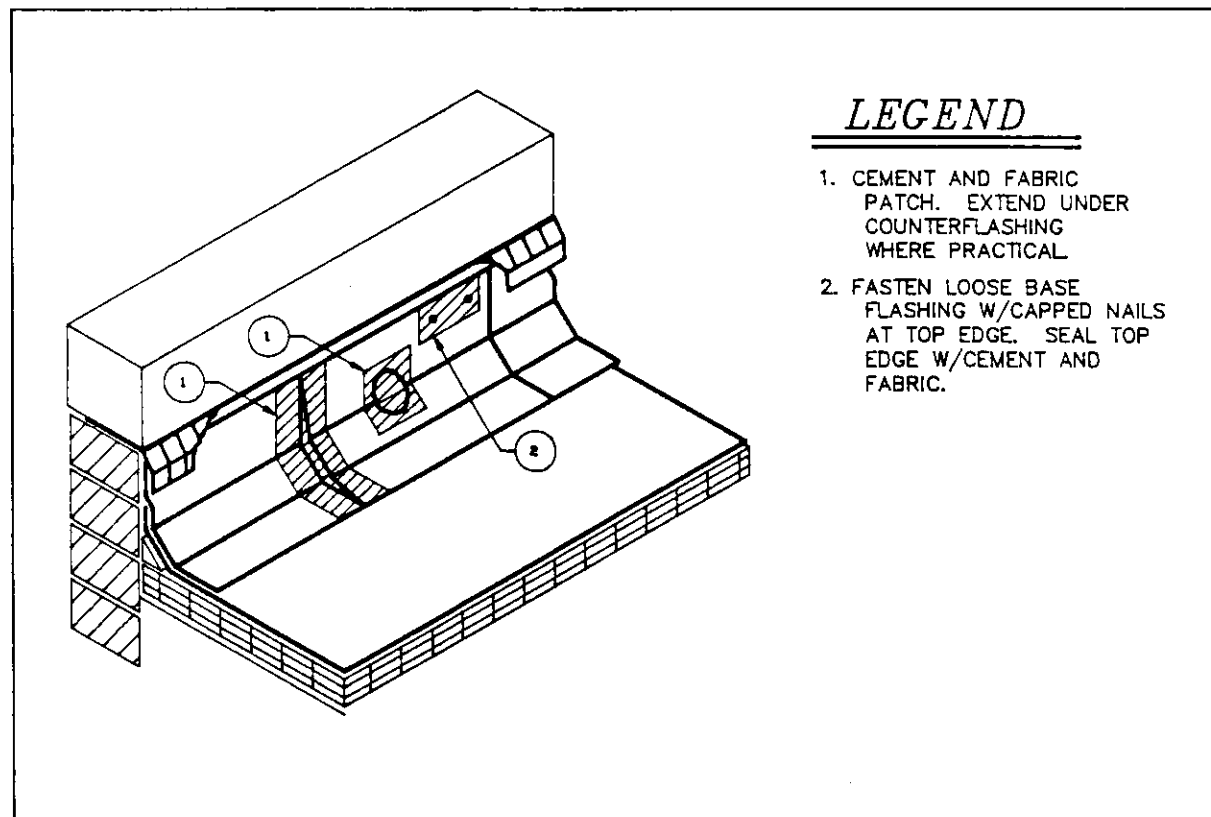 LEGEND
1. CEMENT AND FABRIC
PATCH. EXTEND UNDER
COUNTERFLASHING
WHERE PRACTICAL
2. FASTEN LOOSE BASE
FLASHING W/CAPPED NAILS
AT TOP EDGE. SEAL TOP
EDGE W/CEMENT AND
FABRIC.
1
1
2